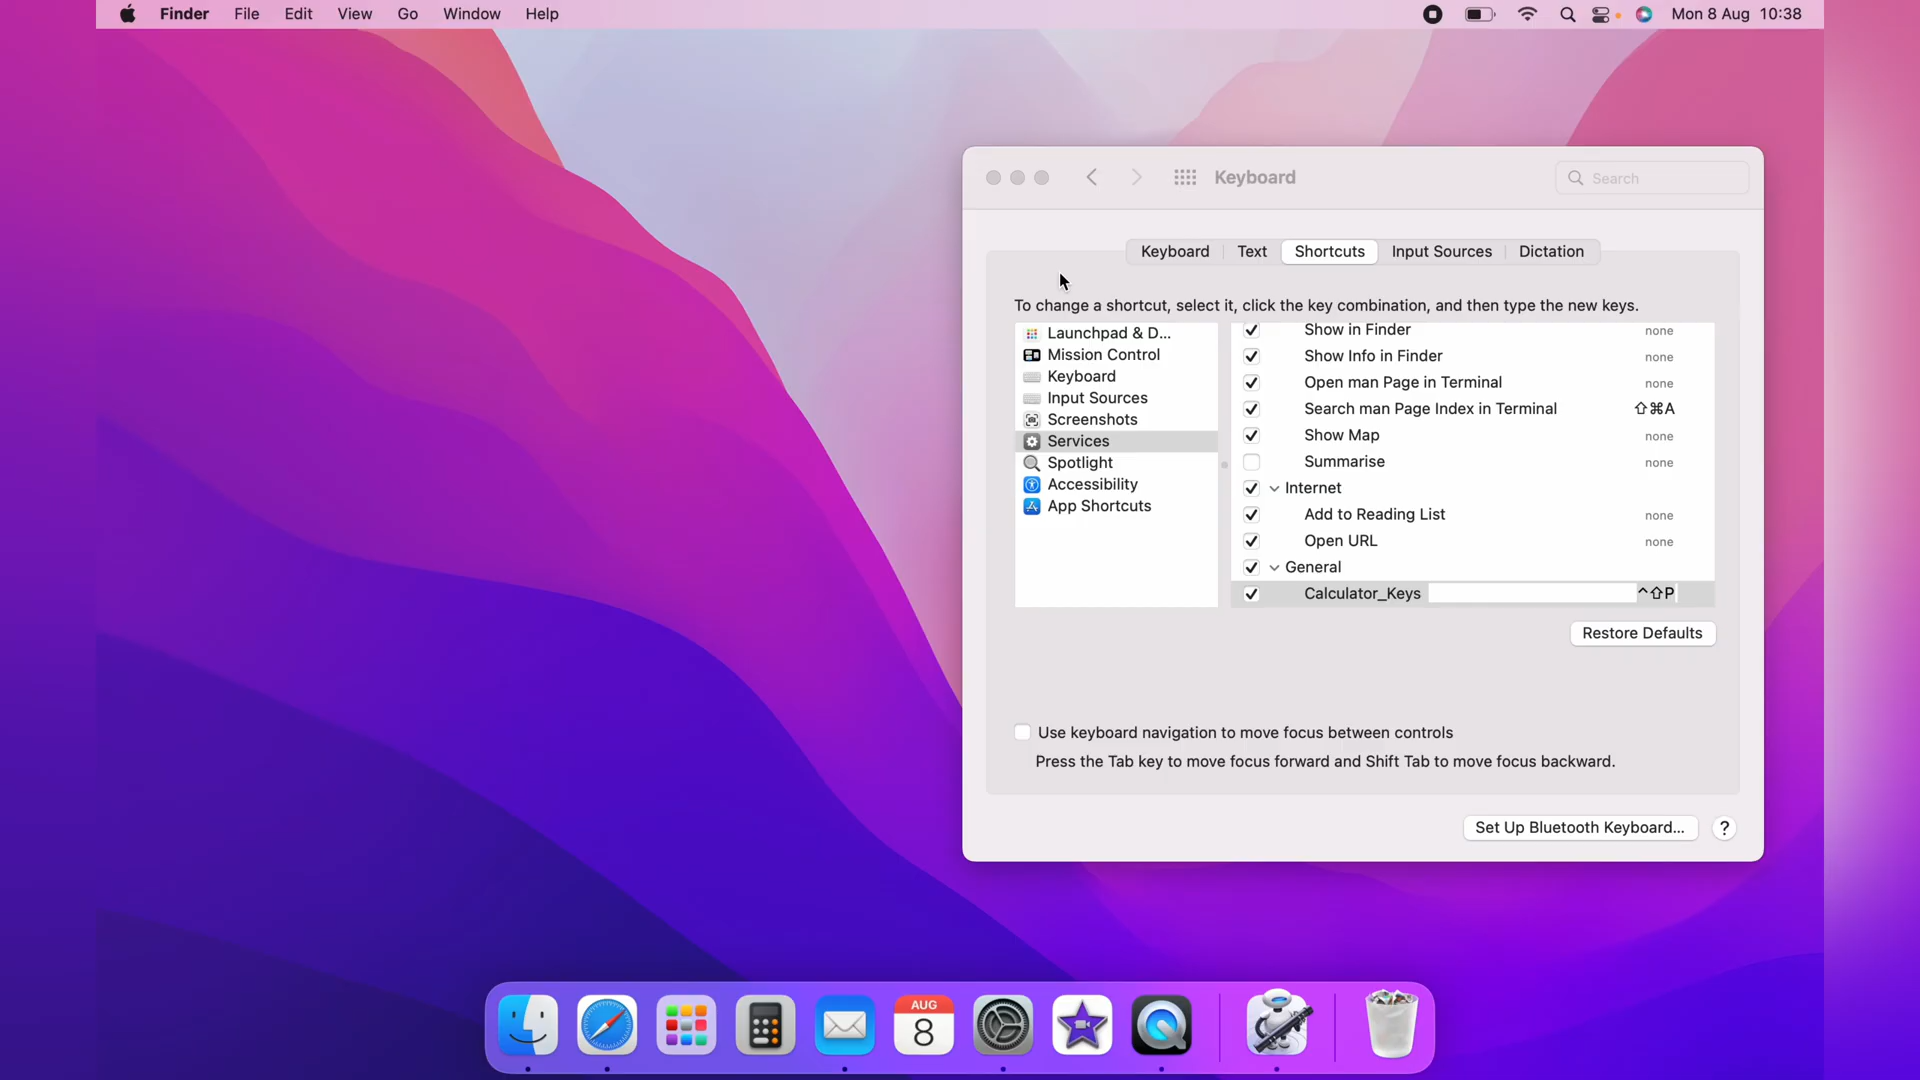 Finder File Edit View Go Window Help Mon 8 Aug 10:38
Keyboard Search
Keyboard Text Shortcuts Input Sources Dictation
To change a shortcut, select it, click the key combination, and then type the new keys.
Launchpad & D...
Mission Control
Keyboard
Input Sources
Screenshots
Services
Spotlight
Accessibility
App Shortcuts
Show in Finder none
Show Info in Finder none
Open man Page in Terminal none
Search man Page Index in Terminal ⇧⌘A
Show Map none
Summarise none
Internet
Add to Reading List none
Open URL none
General
Calculator_Keys ^⇧P
Restore Defaults
Use keyboard navigation to move focus between controls
Press the Tab key to move focus forward and Shift Tab to move focus backward.
Set Up Bluetooth Keyboard... ?
AUG
8